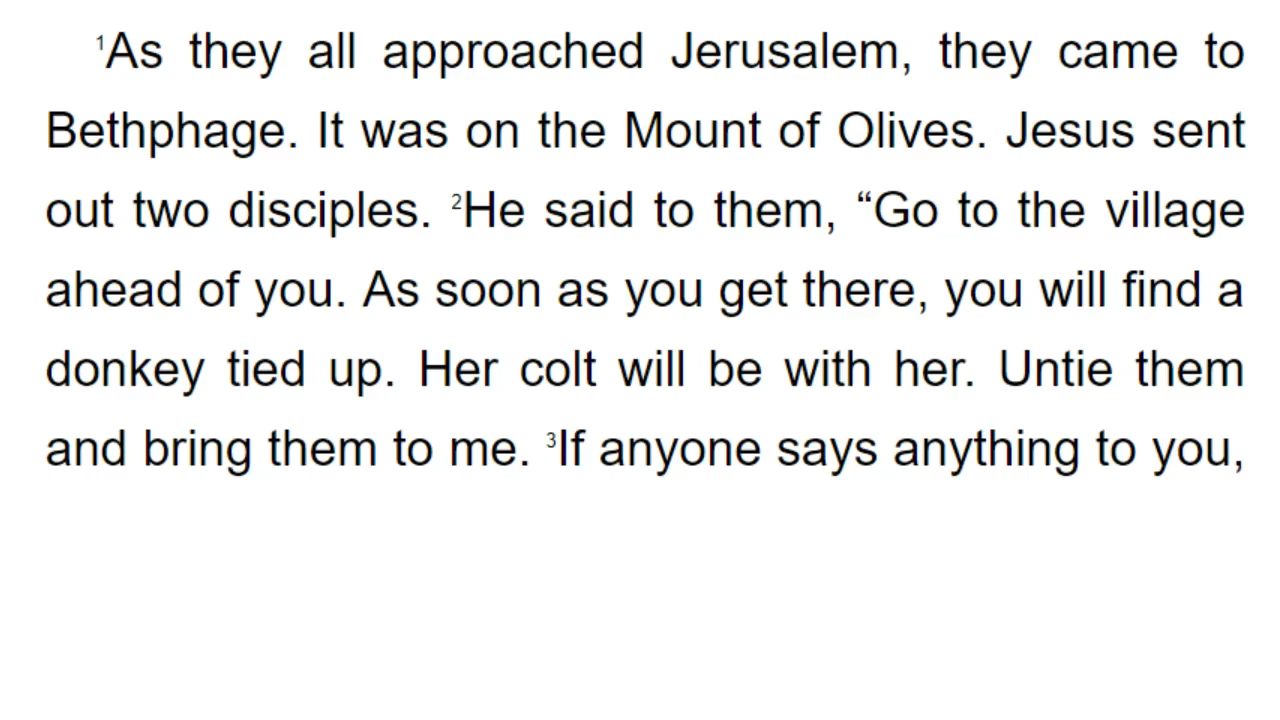 ¹As they all approached Jerusalem, they came to
Bethphage. It was on the Mount of Olives. Jesus sent
out two disciples. ²He said to them, “Go to the village
ahead of you. As soon as you get there, you will find a
donkey tied up. Her colt will be with her. Untie them
and bring them to me. ³If anyone says anything to you,